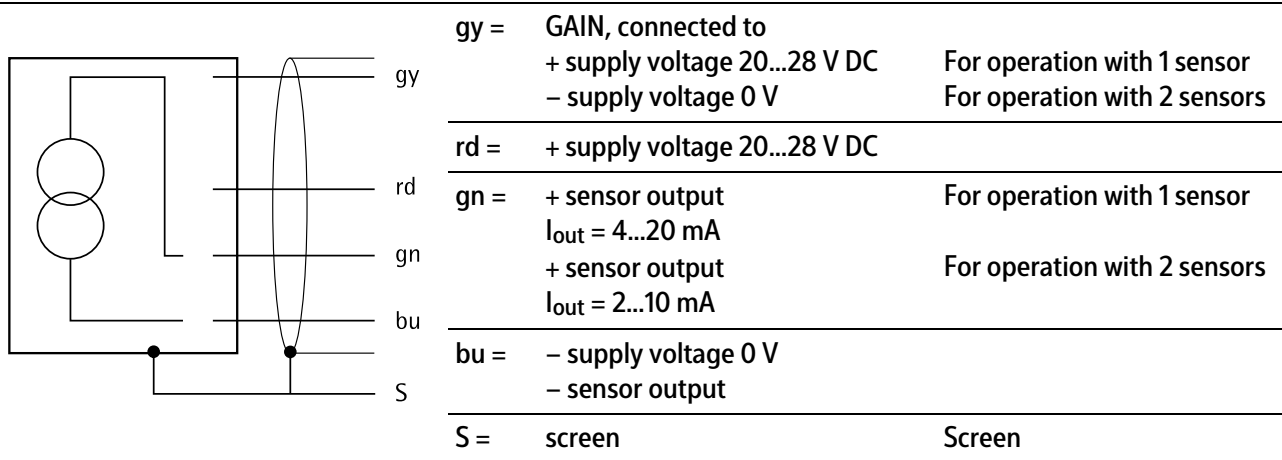 gy
rd
gn
bu
S
gy = GAIN, connected to
+ supply voltage 20...28 V DC For operation with 1 sensor
– supply voltage 0 V For operation with 2 sensors
rd = + supply voltage 20...28 V DC
gn = + sensor output For operation with 1 sensor
Iout = 4...20 mA
+ sensor output For operation with 2 sensors
Iout = 2...10 mA
bu = – supply voltage 0 V
– sensor output
S = screen Screen